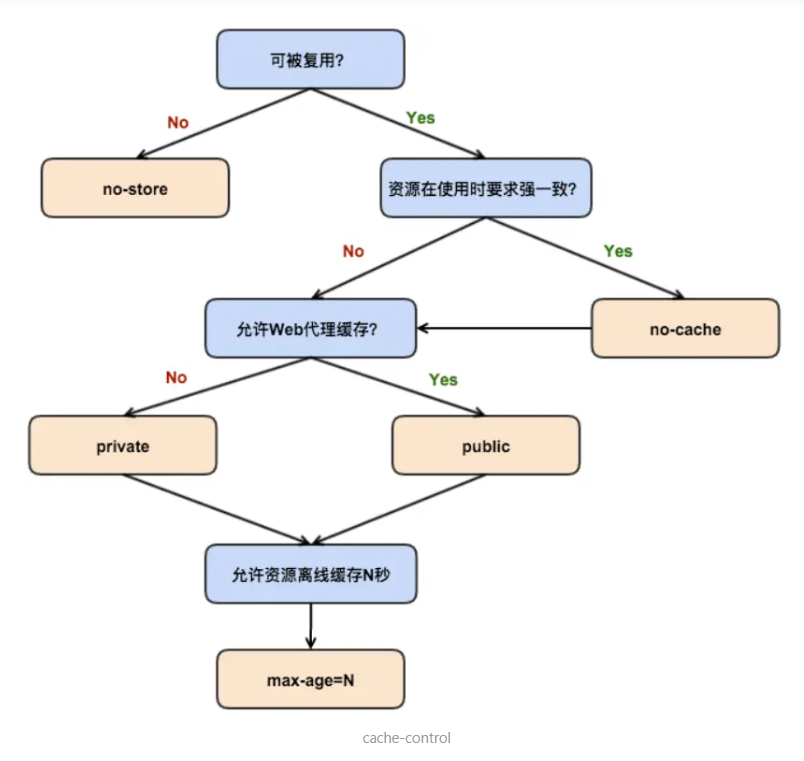 可被复用?
No
Yes
no-store
资源在使用时要求强一致?
No
Yes
允许Web代理缓存?
no-cache
No
Yes
private
public
允许资源离线缓存N秒
max-age=N
cache-control